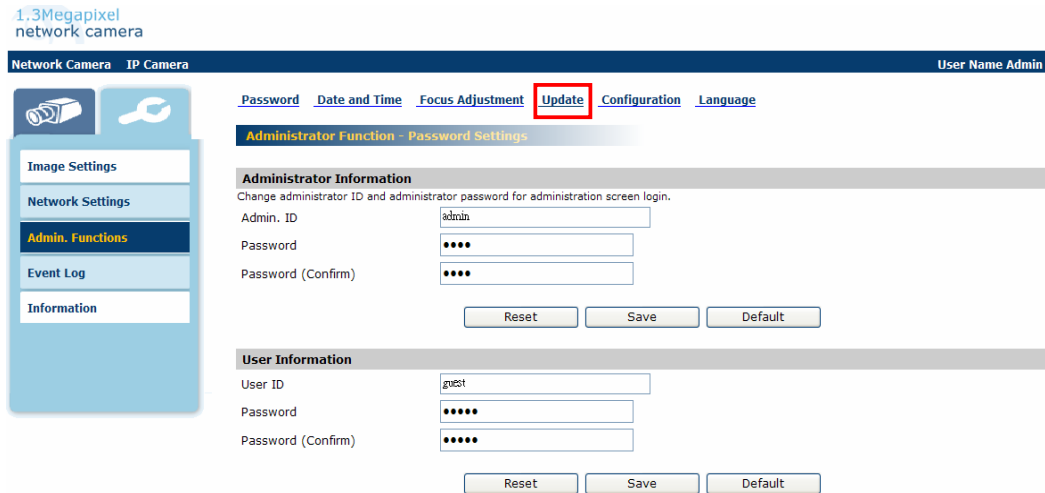 1.3Megapixel
network camera
Network Camera IP Camera User Name Admin
Password Date and Time Focus Adjustment Update Configuration Language
Administrator Function - Password Settings
Image Settings
Network Settings
Admin. Functions
Event Log
Information
Administrator Information
Change administrator ID and administrator password for administration screen login.
Admin. ID admin
Password ••••
Password (Confirm) ••••
Reset Save Default
User Information
User ID guest
Password •••••
Password (Confirm) •••••
Reset Save Default